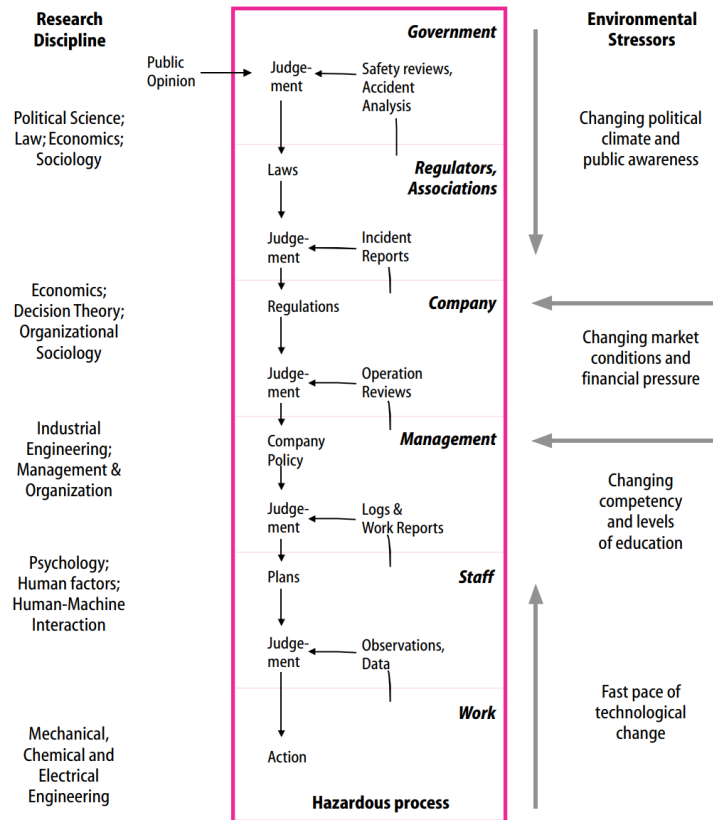 Research
Discipline
Government
Environmental
Stressors
Public
Opinion
Judge-
ment
Safety reviews,
Accident
Analysis
Political Science;
Law; Economics;
Sociology
Changing political
climate and
public awareness
Laws
Regulators,
Associations
Judge-
ment
Incident
Reports
Economics;
Decision Theory;
Organizational
Sociology
Regulations
Company
Changing market
conditions and
financial pressure
Judge-
ment
Operation
Reviews
Industrial
Engineering;
Management &
Organization
Company
Policy
Management
Changing
competency
and levels
of education
Judge-
ment
Logs &
Work Reports
Psychology;
Human factors;
Human-Machine
Interaction
Plans
Staff
Judge-
ment
Observations,
Data
Fast pace of
technological
change
Work
Mechanical,
Chemical and
Electrical
Engineering
Action
Hazardous process